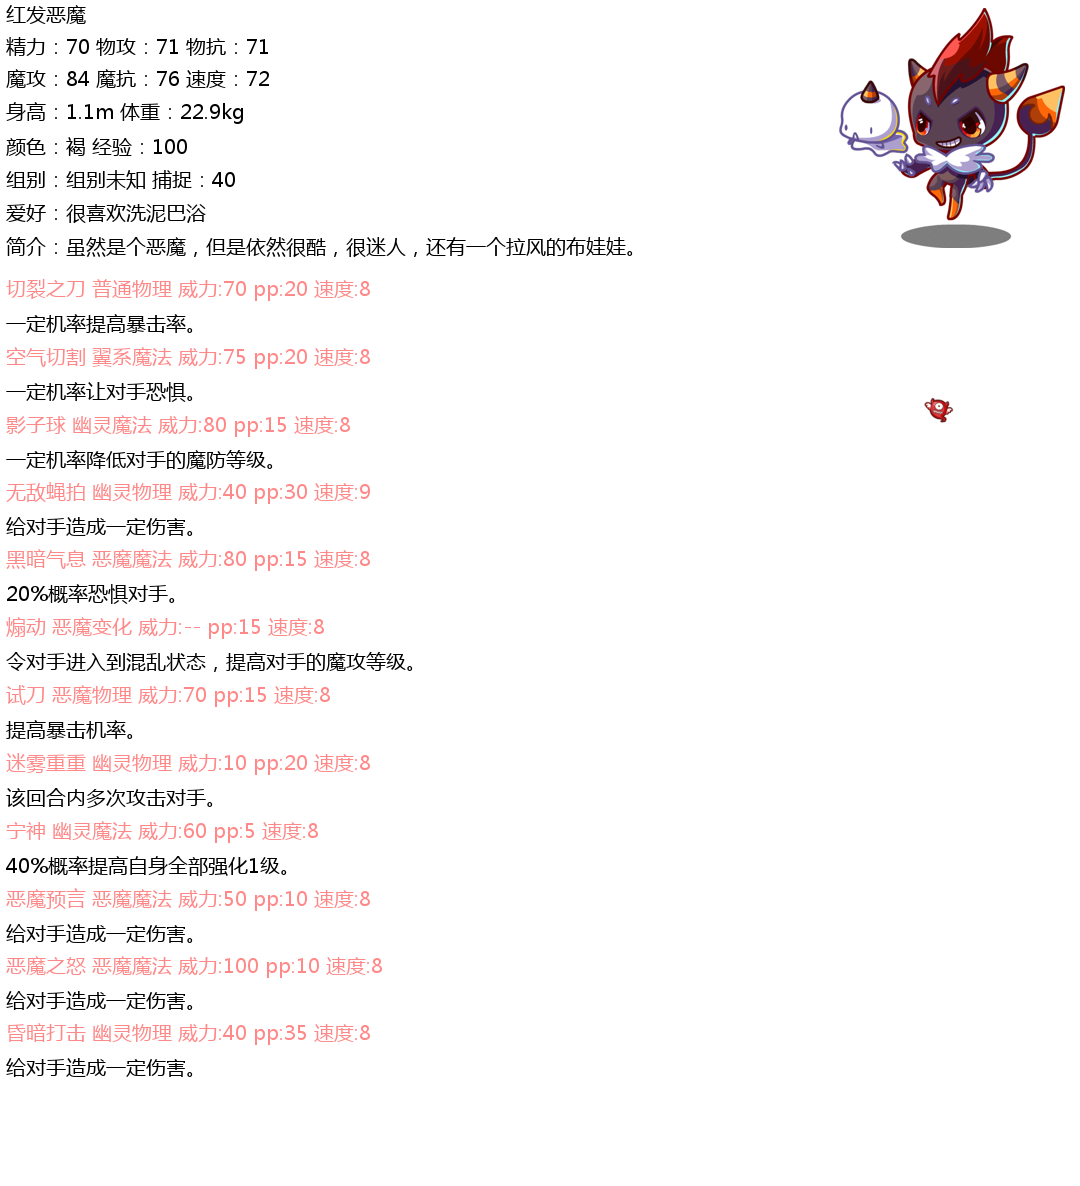 红发恶魔
精力：70 物攻：71 物抗：71
魔攻：84 魔抗：76 速度：72
身高：1.1m 体重：22.9kg
颜色：褐 经验：100
组别：组别未知 捕捉：40
爱好：很喜欢洗泥巴浴
简介：虽然是个恶魔，但是依然很酷，很迷人，还有一个拉风的布娃娃。
切裂之刀 普通物理 威力:70 pp:20 速度:8
一定机率提高暴击率。
空气切割 翼系魔法 威力:75 pp:20 速度:8
一定机率让对手恐惧。
影子球 幽灵魔法 威力:80 pp:15 速度:8
一定机率降低对手的魔防等级。
无敌蝇拍 幽灵物理 威力:40 pp:30 速度:9
给对手造成一定伤害。
黑暗气息 恶魔魔法 威力:80 pp:15 速度:8
20%概率恐惧对手。
煽动 恶魔变化 威力:-- pp:15 速度:8
令对手进入到混乱状态，提高对手的魔攻等级。
试刀 恶魔物理 威力:70 pp:15 速度:8
提高暴击机率。
迷雾重重 幽灵物理 威力:10 pp:20 速度:8
该回合内多次攻击对手。
宁神 幽灵魔法 威力:60 pp:5 速度:8
40%概率提高自身全部强化1级。
恶魔预言 恶魔魔法 威力:50 pp:10 速度:8
给对手造成一定伤害。
恶魔之怒 恶魔魔法 威力:100 pp:10 速度:8
给对手造成一定伤害。
昏暗打击 幽灵物理 威力:40 pp:35 速度:8
给对手造成一定伤害。